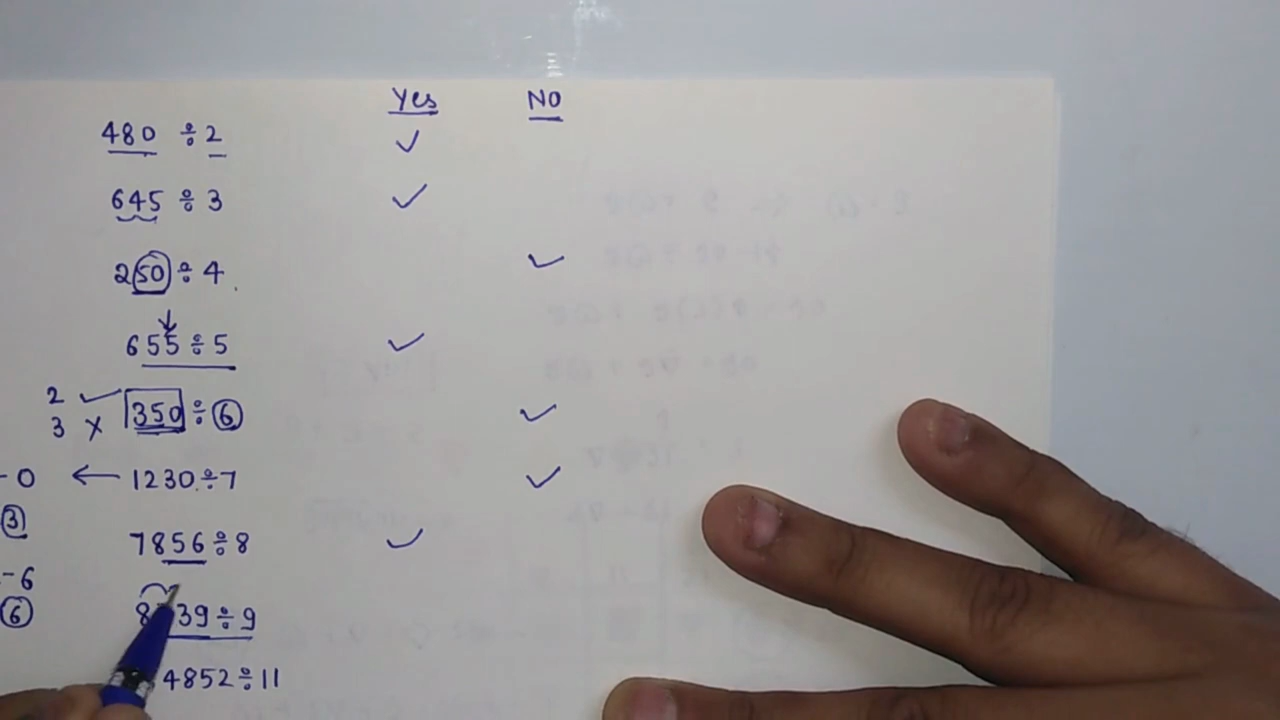 Yes NO
480 ÷ 2 ✓
645 ÷ 3 ✓
250 ÷ 4 ✓
655 ÷ 5 ✓
2 ✓ 350 ÷ 6 ✓
3 X
- 0 ← 1230 ÷ 7 ✓
3
7856 ÷ 8 ✓
- 6
6
39 ÷ 9
4852 ÷ 11